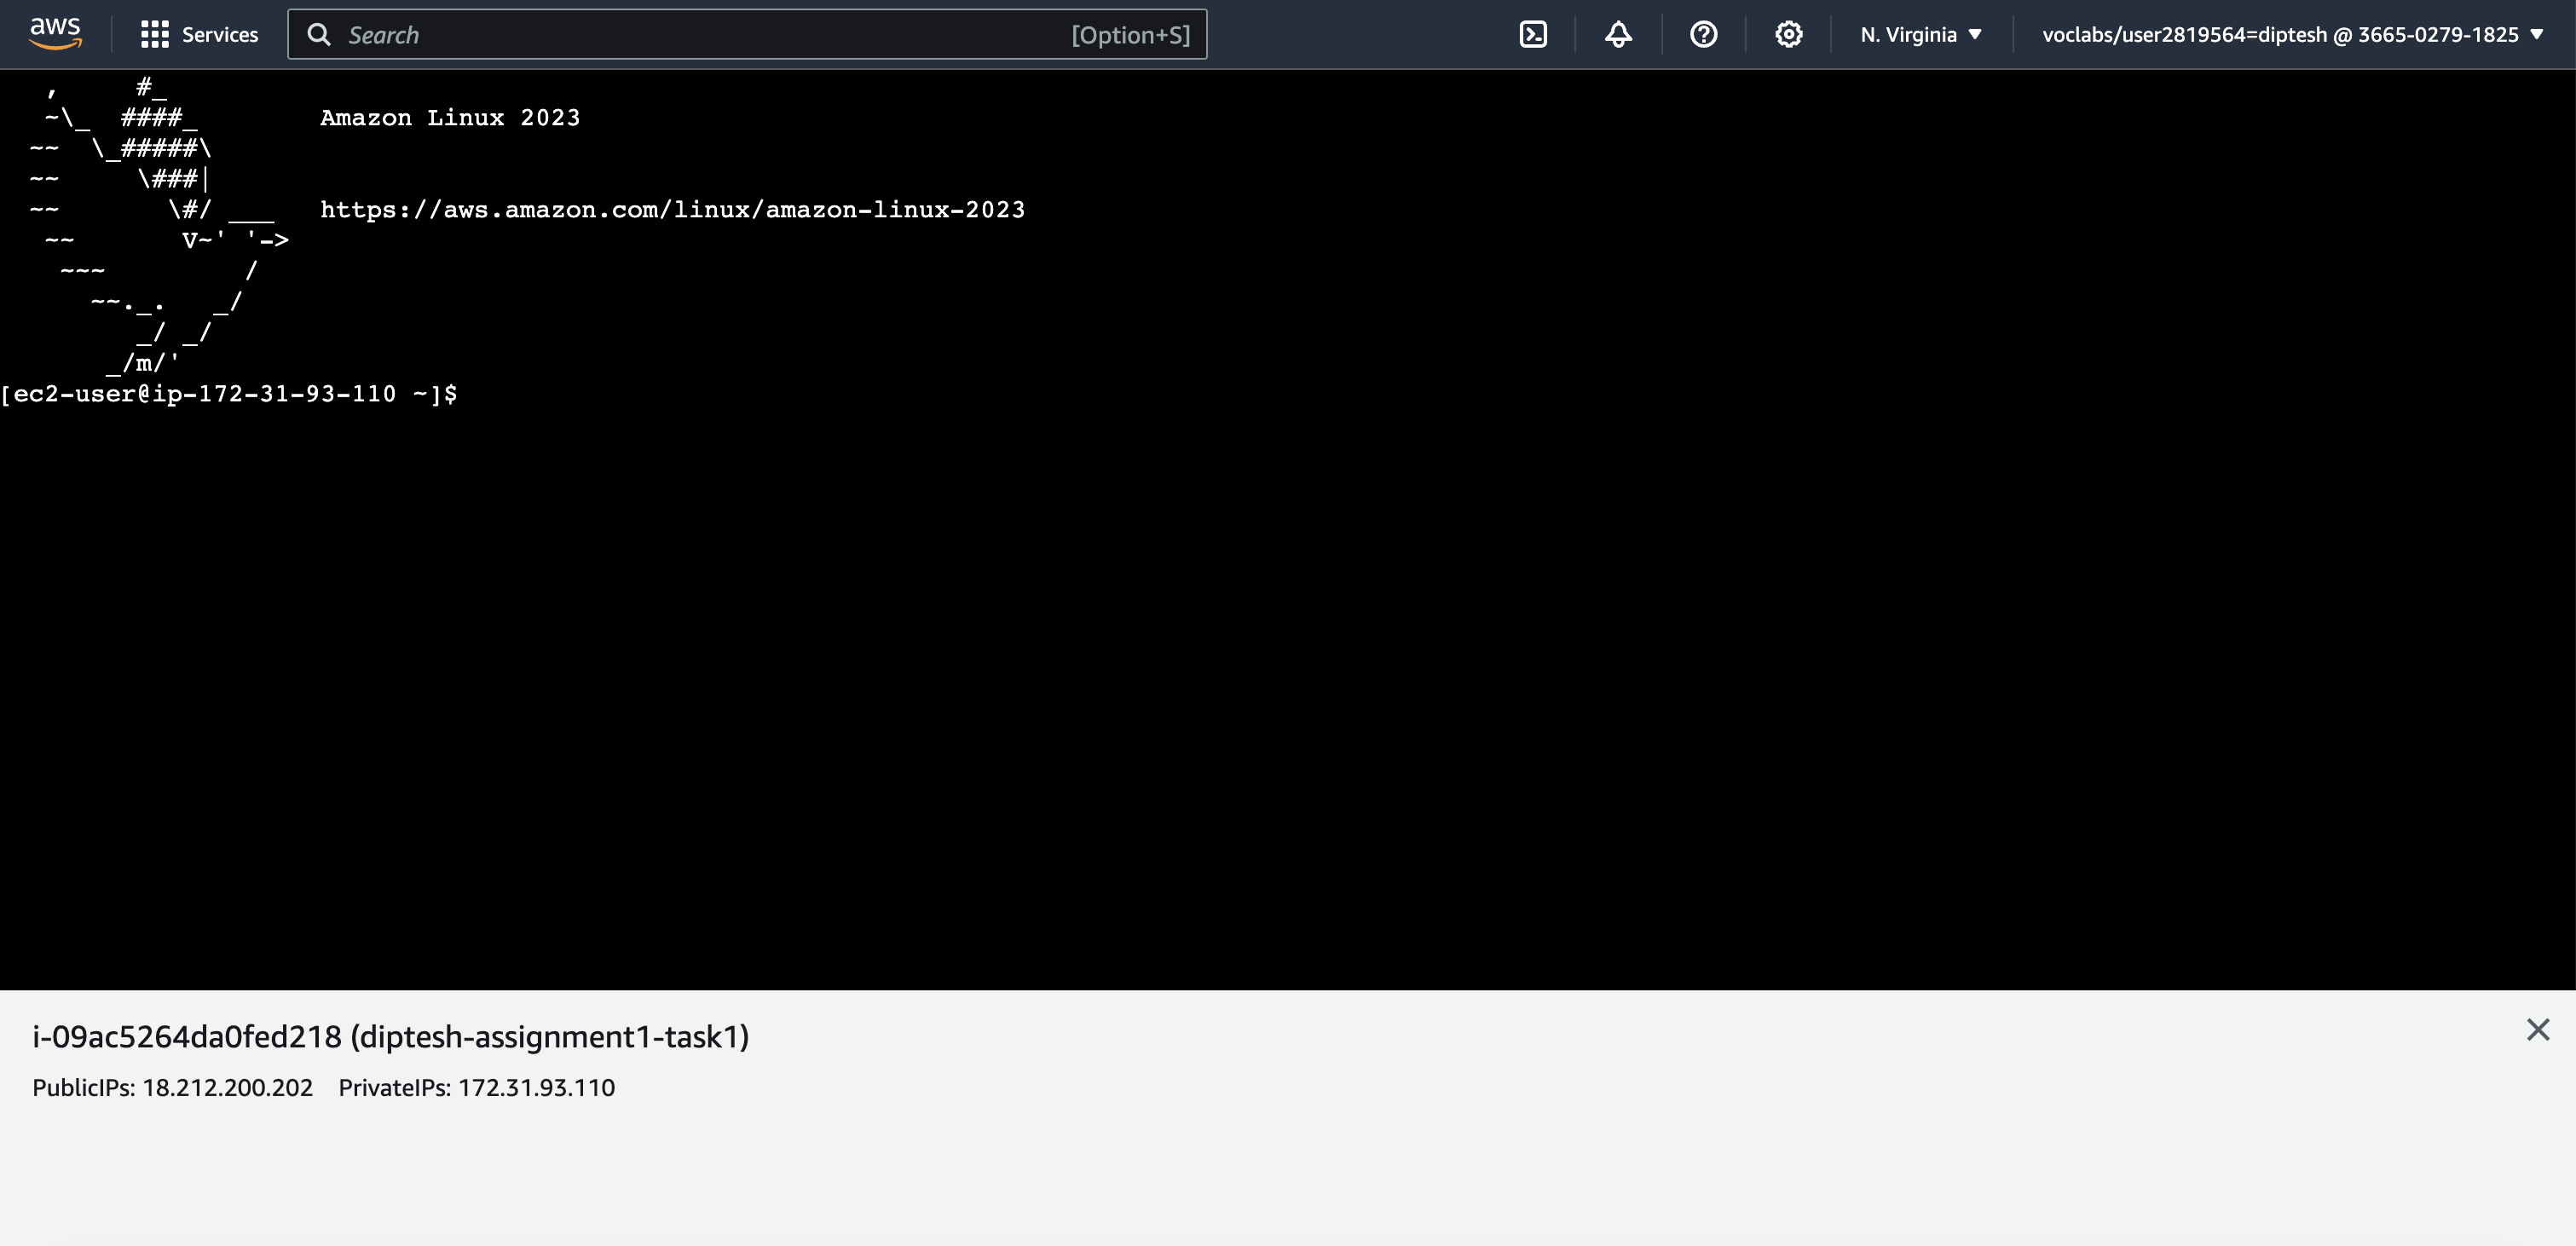 aws Services Search [Option+S] N. Virginia ▼ voclabs/user2819564=diptesh @ 3665-0279-1825 ▼
   ,     #_
   ~\_  ####_        Amazon Linux 2023
  ~~  \_#####\
  ~~     \###|
  ~~       \#/ ___   https://aws.amazon.com/linux/amazon-linux-2023
   ~~       V~' '->
    ~~~         /
      ~~._.   _/
         _/ _/
       _/m/'
[ec2-user@ip-172-31-93-110 ~]$
i-09ac5264da0fed218 (diptesh-assignment1-task1)
PublicIPs: 18.212.200.202 PrivateIPs: 172.31.93.110